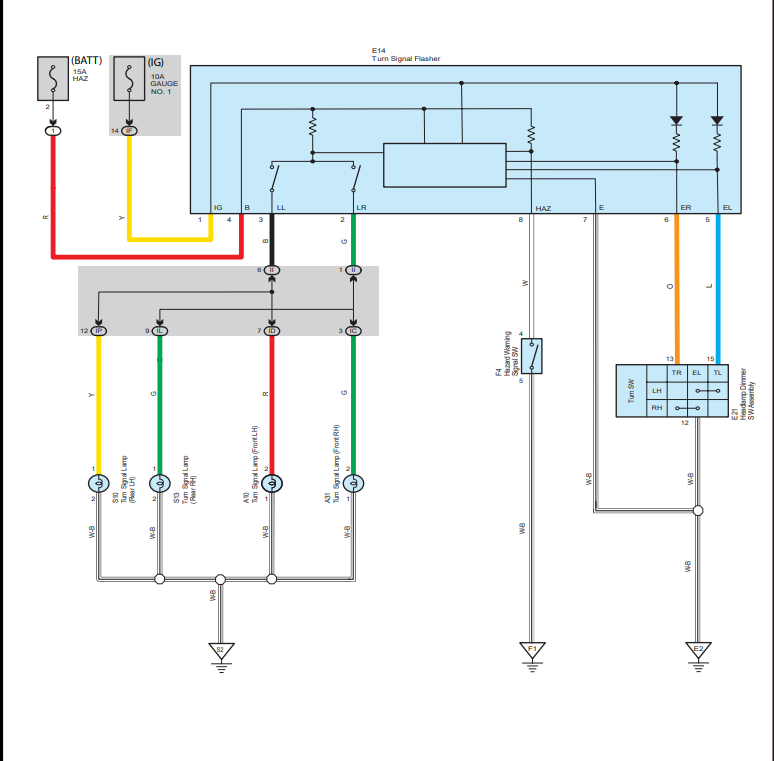 E14
Turn Signal Flasher
(BATT)
15A
HAZ
(IG)
10A
GAUGE
NO. 1
2
1
14
IF
IG
B
LL
LR
HAZ
E
ER
EL
1
4
3
2
8
7
6
5
R
Y
B
G
W
O
L
6
II
1
II
12
IP
9
IL
7
ID
3
IC
4
F4
Hazard Warning
Signal SW
5
13
15
TR
EL
TL
Turn SW
LH
RH
12
E21
Headlamp Dimmer
SW Assembly
Y
G
R
G
1
2
S10
Turn Signal Lamp
(Rear LH)
1
2
S13
Turn Signal Lamp
(Rear RH)
2
1
A10
Turn Signal Lamp (Front LH)
2
1
A31
Turn Signal Lamp (Front RH)
W-B
W-B
W-B
W-B
W-B
W-B
W-B
W-B
W-B
S2
F1
E2